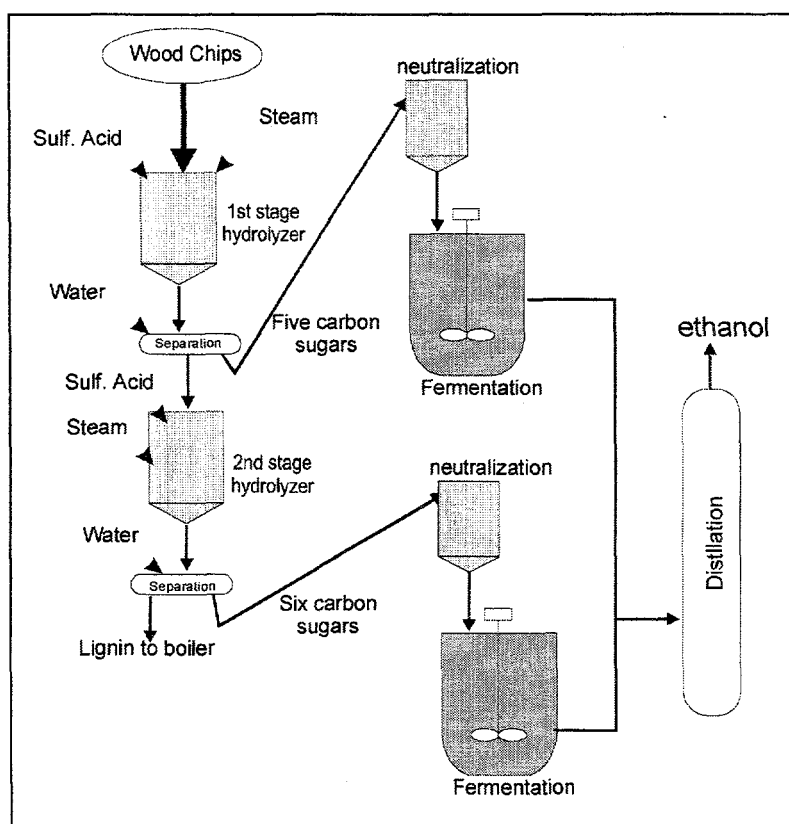 Wood Chips
neutralization
Steam
Sulf. Acid
1st stage
hydrolyzer
Water
Five carbon
sugars
Separation
ethanol
Sulf. Acid
Fermentation
Steam
2nd stage
hydrolyzer
neutralization
Water
Distllation
Separation
Six carbon
sugars
Lignin to boiler
Fermentation